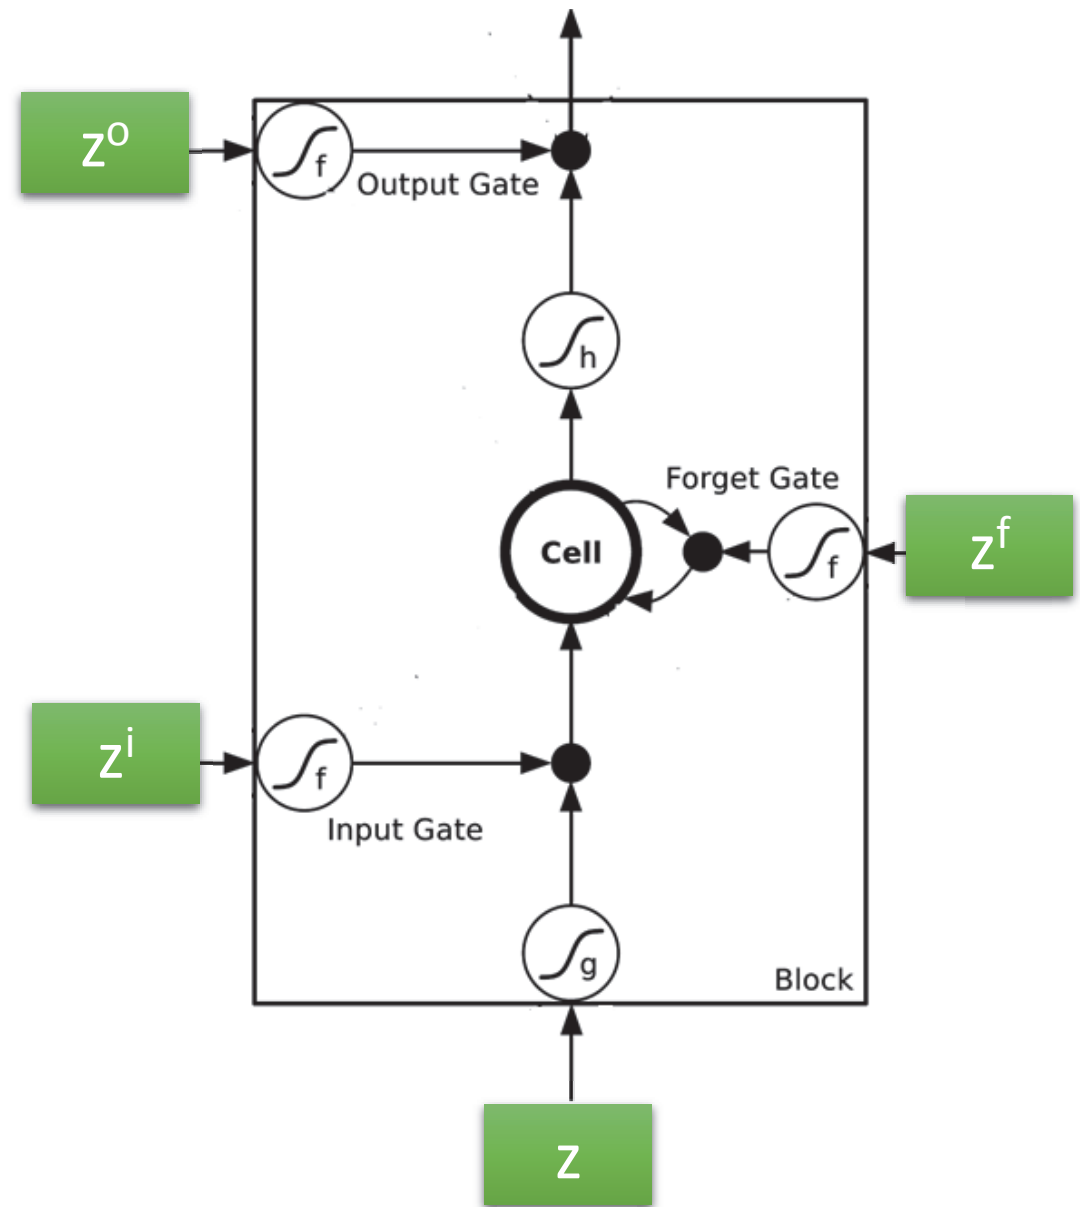 zᵒ
f
Output Gate
h
Forget Gate
Cell
f
zᶠ
zⁱ
f
Input Gate
g
Block
z